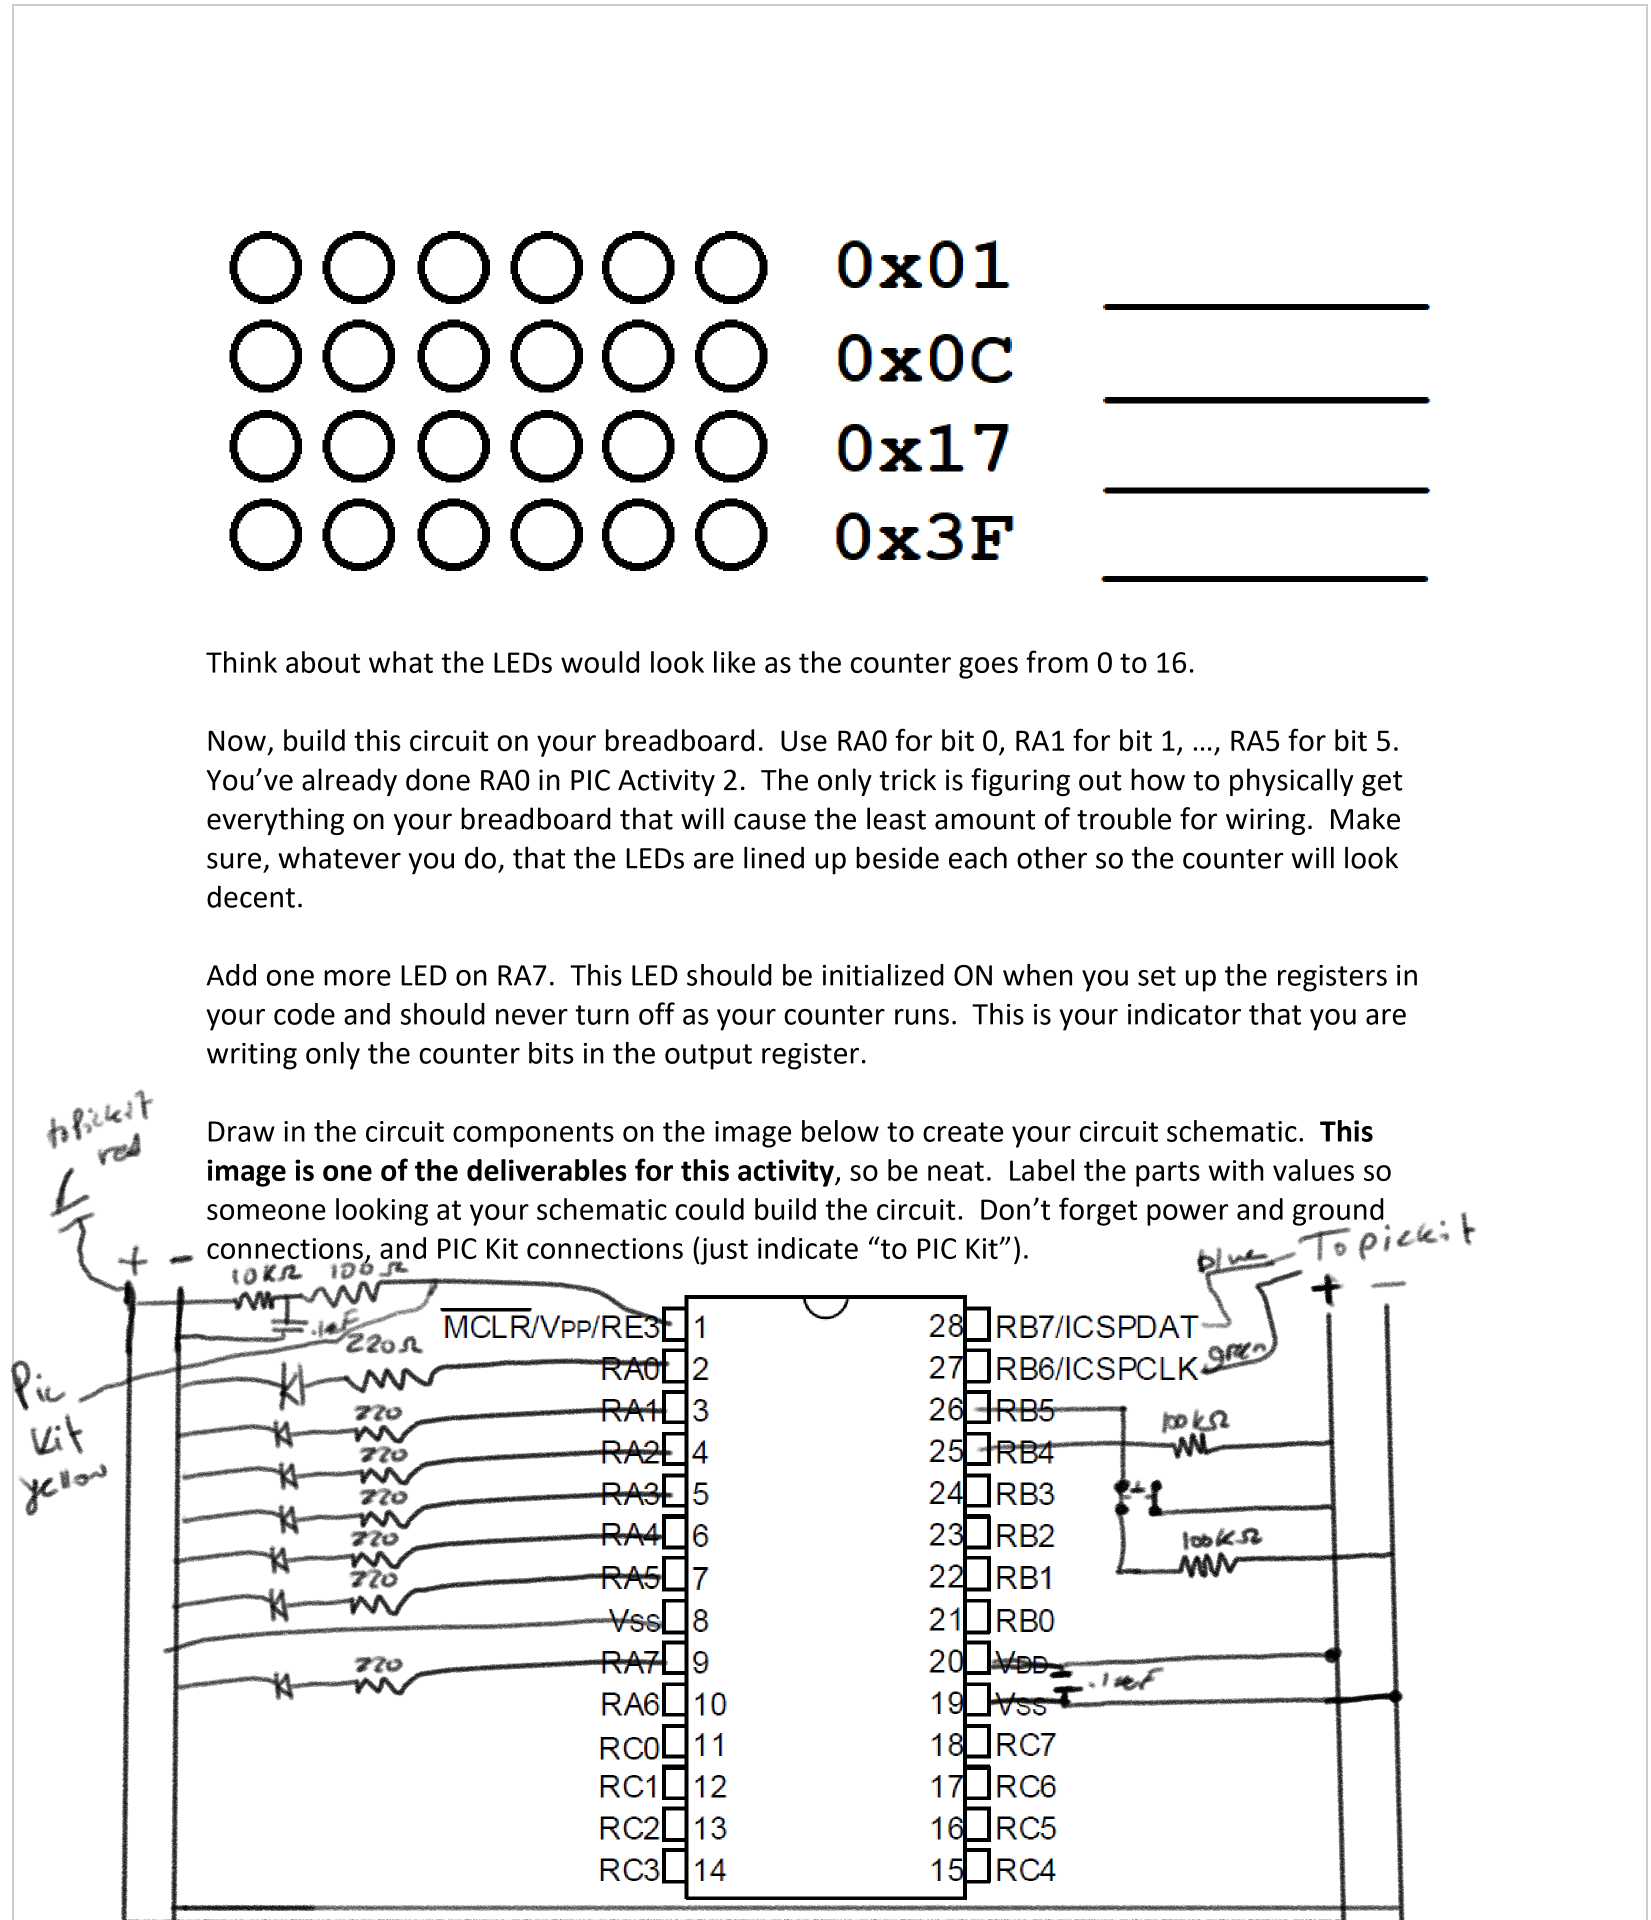 0x01
0x0C
0x17
0x3F
Think about what the LEDs would look like as the counter goes from 0 to 16.
Now, build this circuit on your breadboard.  Use RA0 for bit 0, RA1 for bit 1, …, RA5 for bit 5.
You’ve already done RA0 in PIC Activity 2.  The only trick is figuring out how to physically get
everything on your breadboard that will cause the least amount of trouble for wiring.  Make
sure, whatever you do, that the LEDs are lined up beside each other so the counter will look
decent.
Add one more LED on RA7.  This LED should be initialized ON when you set up the registers in
your code and should never turn off as your counter runs.  This is your indicator that you are
writing only the counter bits in the output register.
Draw in the circuit components on the image below to create your circuit schematic.  This
image is one of the deliverables for this activity, so be neat.  Label the parts with values so
someone looking at your schematic could build the circuit.  Don’t forget power and ground
connections, and PIC Kit connections (just indicate “to PIC Kit”).
to Pickit
red
+ -
10KΩ 100Ω
220Ω
Pic
Kit
yellow
220
220
220
220
220
220
MCLR/VPP/RE3 1
RA0 2
RA1 3
RA2 4
RA3 5
RA4 6
RA5 7
Vss 8
RA7 9
RA6 10
RC0 11
RC1 12
RC2 13
RC3 14
28 RB7/ICSPDAT
27 RB6/ICSPCLK
26 RB5
25 RB4
24 RB3
23 RB2
22 RB1
21 RB0
20 VDD
19 Vss
18 RC7
17 RC6
16 RC5
15 RC4
blue
To pickit
+ -
green
100kΩ
100kΩ